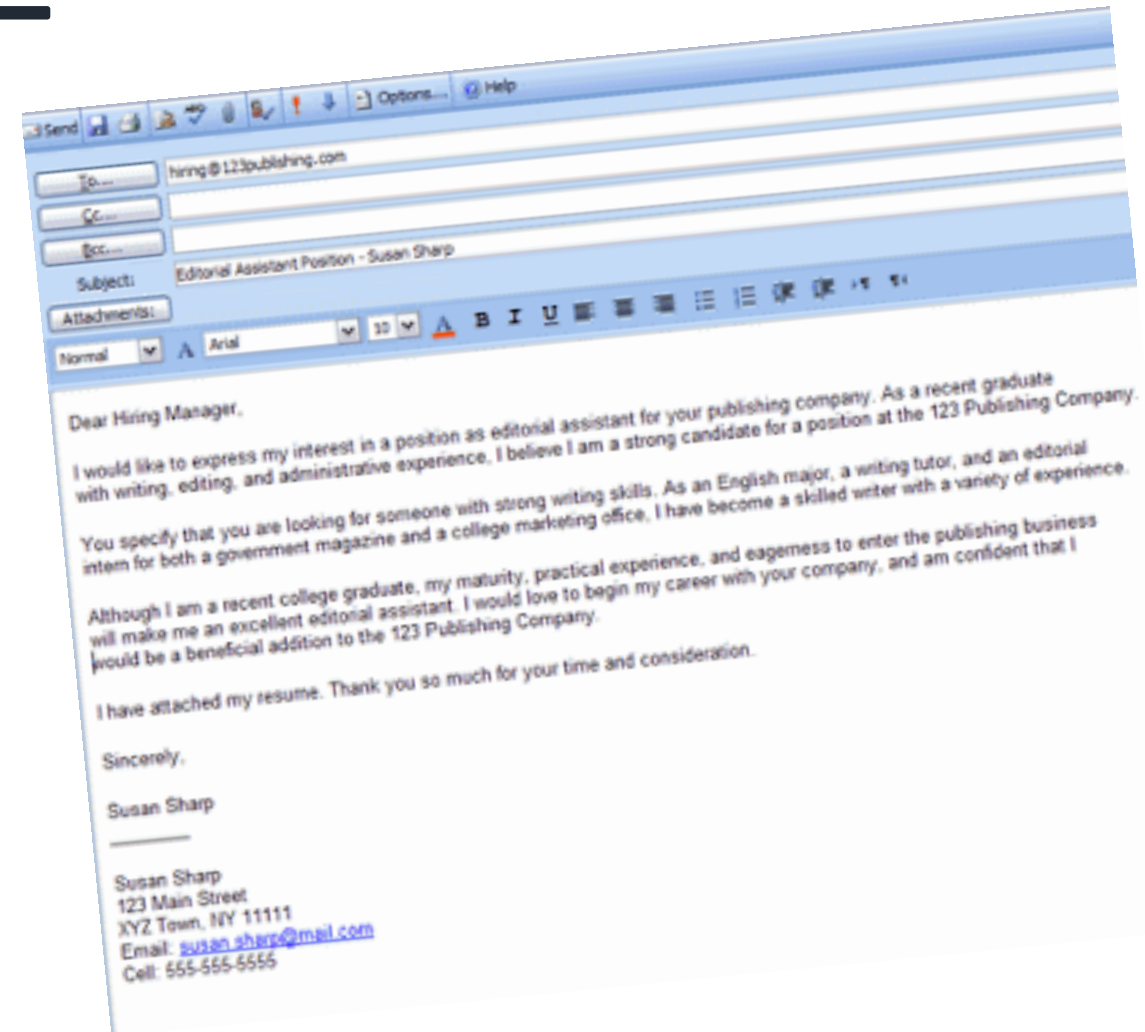 Send Options... Help
To... hiring@123publishing.com
Cc...
Bcc...
Subject: Editorial Assistant Position - Susan Sharp
Attachments:
Normal A Arial 10 A B I U
Dear Hiring Manager,
I would like to express my interest in a position as editorial assistant for your publishing company. As a recent graduate
with writing, editing, and administrative experience, I believe I am a strong candidate for a position at the 123 Publishing Company.
You specify that you are looking for someone with strong writing skills. As an English major, a writing tutor, and an editorial
intern for both a government magazine and a college marketing office, I have become a skilled writer with a variety of experience.
Although I am a recent college graduate, my maturity, practical experience, and eagerness to enter the publishing business
will make me an excellent editorial assistant. I would love to begin my career with your company, and am confident that I
would be a beneficial addition to the 123 Publishing Company.
I have attached my resume. Thank you so much for your time and consideration.
Sincerely,
Susan Sharp
Susan Sharp
123 Main Street
XYZ Town, NY 11111
Email: susan.sharp@mail.com
Cell: 555-555-5555